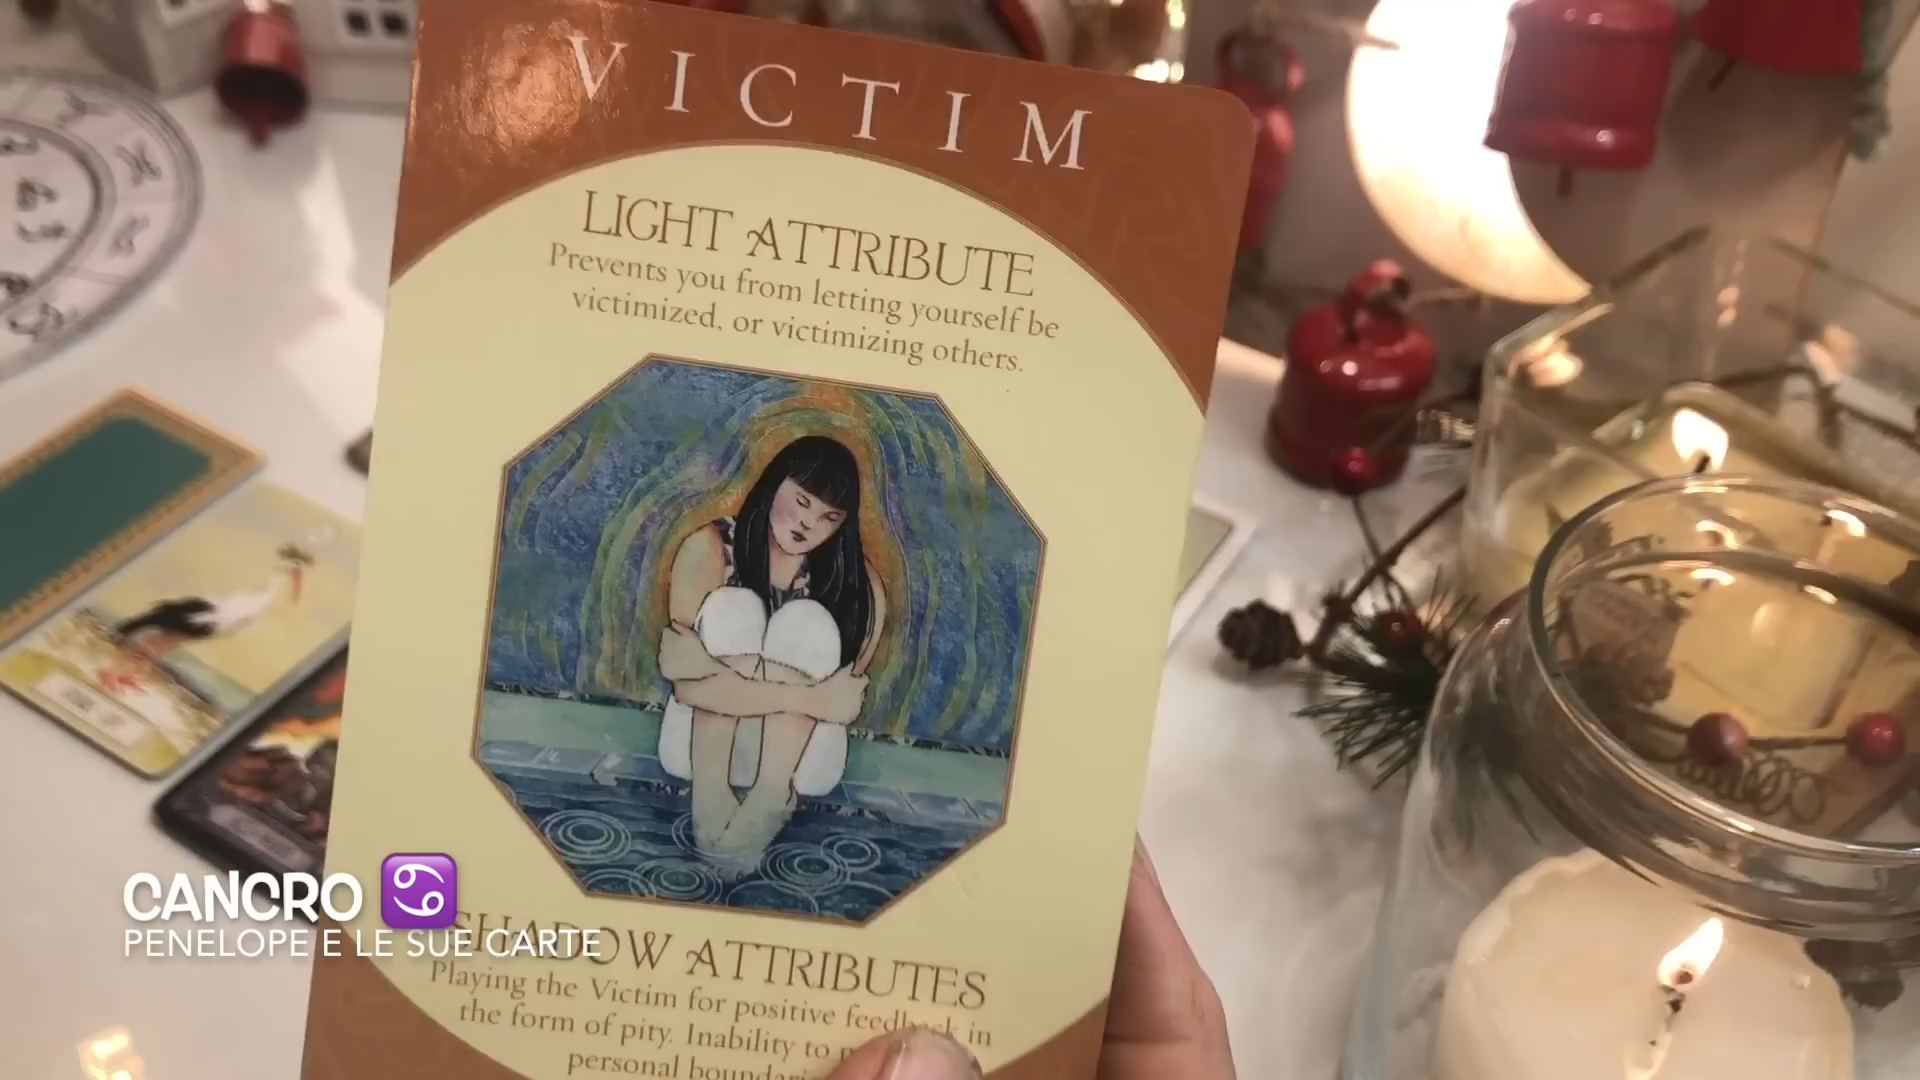 VICTIM
LIGHT ATTRIBUTE
Prevents you from letting yourself be
victimized, or victimizing others.
SHADOW ATTRIBUTES
Playing the Victim for positive feedback in
the form of pity. Inability to
personal
CANCRO ♋
PENELOPE E LE SUE CARTE